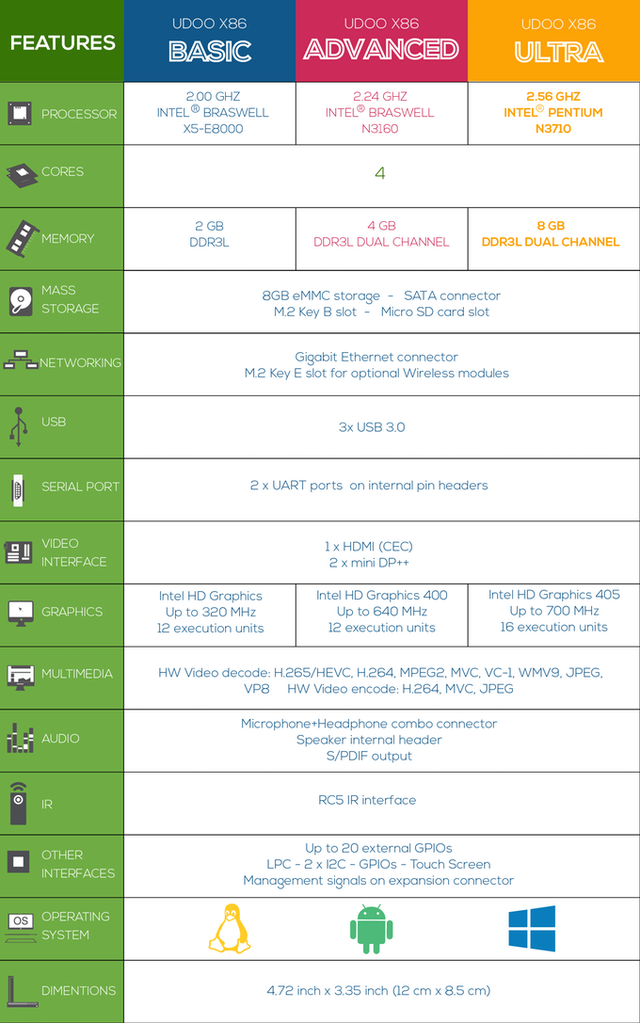 FEATURES
UDOO X86
BASIC
UDOO X86
ADVANCED
UDOO X86
ULTRA
PROCESSOR
2.00 GHZ
INTEL® BRASWELL
X5-E8000
2.24 GHZ
INTEL® BRASWELL
N3160
2.56 GHZ
INTEL® PENTIUM
N3710
CORES
4
MEMORY
2 GB
DDR3L
4 GB
DDR3L DUAL CHANNEL
8 GB
DDR3L DUAL CHANNEL
MASS
STORAGE
8GB eMMC storage - SATA connector
M.2 Key B slot - Micro SD card slot
NETWORKING
Gigabit Ethernet connector
M.2 Key E slot for optional Wireless modules
USB
3x USB 3.0
SERIAL PORT
2 x UART ports on internal pin headers
VIDEO
INTERFACE
1 x HDMI (CEC)
2 x mini DP++
GRAPHICS
Intel HD Graphics
Up to 320 MHz
12 execution units
Intel HD Graphics 400
Up to 640 MHz
12 execution units
Intel HD Graphics 405
Up to 700 MHz
16 execution units
MULTIMEDIA
HW Video decode: H.265/HEVC, H.264, MPEG2, MVC, VC-1, WMV9, JPEG,
VP8 HW Video encode: H.264, MVC, JPEG
AUDIO
Microphone+Headphone combo connector
Speaker internal header
S/PDIF output
IR
RC5 IR interface
OTHER
INTERFACES
Up to 20 external GPIOs
LPC - 2 x I2C - GPIOs - Touch Screen
Management signals on expansion connector
OS
OPERATING
SYSTEM
DIMENTIONS
4.72 inch x 3.35 inch (12 cm x 8.5 cm)